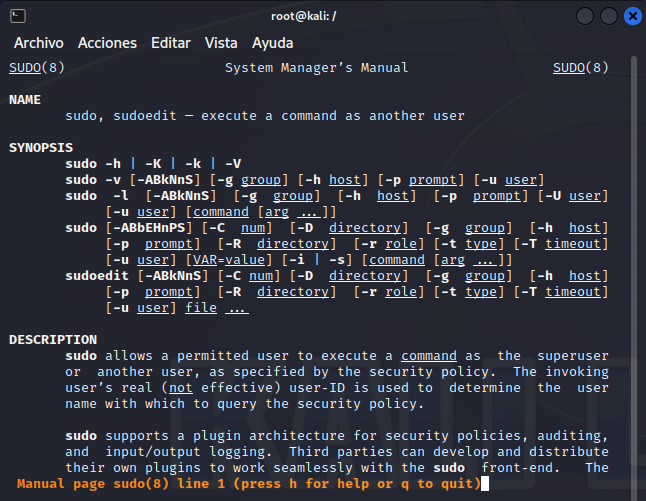 root@kali: /
Archivo Acciones Editar Vista Ayuda
SUDO(8) System Manager’s Manual SUDO(8)
NAME
sudo, sudoedit — execute a command as another user
SYNOPSIS
sudo -h | -K | -k | -V
sudo -v [-ABkNnS] [-g group] [-h host] [-p prompt] [-u user]
sudo -l [-ABkNnS] [-g group] [-h host] [-p prompt] [-U user]
[-u user] [command [arg ...]]
sudo [-ABbEHnPS] [-C num] [-D directory] [-g group] [-h host]
[-p prompt] [-R directory] [-r role] [-t type] [-T timeout]
[-u user] [VAR=value] [-i | -s] [command [arg ...]]
sudoedit [-ABkNnS] [-C num] [-D directory] [-g group] [-h host]
[-p prompt] [-R directory] [-r role] [-t type] [-T timeout]
[-u user] file ...
DESCRIPTION
sudo allows a permitted user to execute a command as the superuser
or another user, as specified by the security policy. The invoking
user’s real (not effective) user-ID is used to determine the user
name with which to query the security policy.
sudo supports a plugin architecture for security policies, auditing,
and input/output logging. Third parties can develop and distribute
their own plugins to work seamlessly with the sudo front-end. The
Manual page sudo(8) line 1 (press h for help or q to quit)